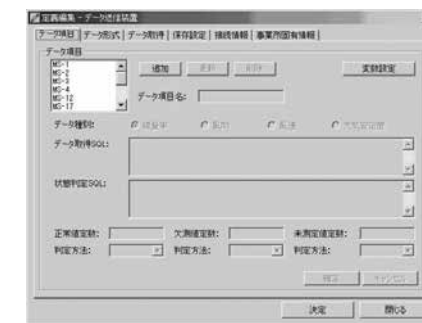 定義編集 - データ送信装置
データ項目 データ形式 データ取得 保存設定 接続情報 事業所固有情報
データ項目
MS-1
MS-2
MS-3
MS-4
MS-12
MS-17
追加 更新 削除 変数設定
データ項目名:
データ種別:
データ取得SQL:
状態判定SQL:
正常値定数: 欠測値定数: 未測定値定数:
判定方法: 判定方法: 判定方法:
確定 キャンセル
決定 閉じる